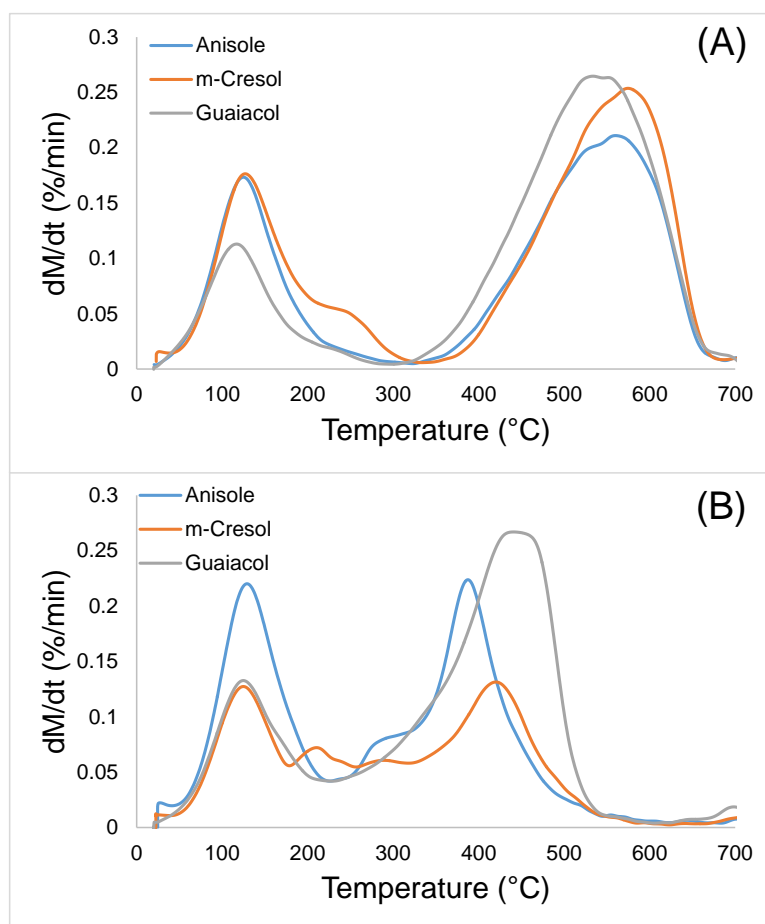 (A)
Anisole
m-Cresol
Guaiacol
dM/dt (%/min)
0.3
0.25
0.2
0.15
0.1
0.05
0
0 100 200 300 400 500 600 700
Temperature (°C)
(B)
Anisole
m-Cresol
Guaiacol
dM/dt (%/min)
0.3
0.25
0.2
0.15
0.1
0.05
0
0 100 200 300 400 500 600 700
Temperature (°C)